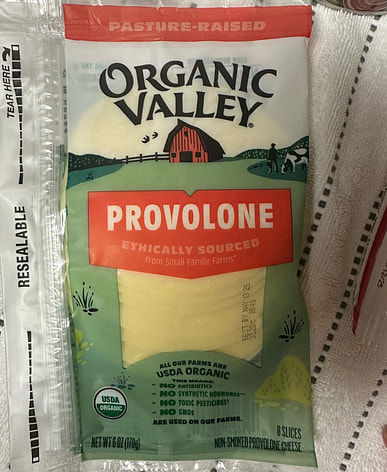 PASTURE-RAISED
TEAR HERE
ORGANIC
VALLEY®
RESEALABLE
PROVOLONE
ETHICALLY SOURCED
from Small Family Farms
ALL OUR FARMS ARE
USDA ORGANIC
THIS MEANS:
NO ANTIBIOTICS
NO SYNTHETIC HORMONES
NO TOXIC PESTICIDES
NO GMOs
ARE USED ON OUR FARMS.
USDA
ORGANIC
NET WT 6 OZ (170g)
8 SLICES
NON-SMOKED PROVOLONE CHEESE